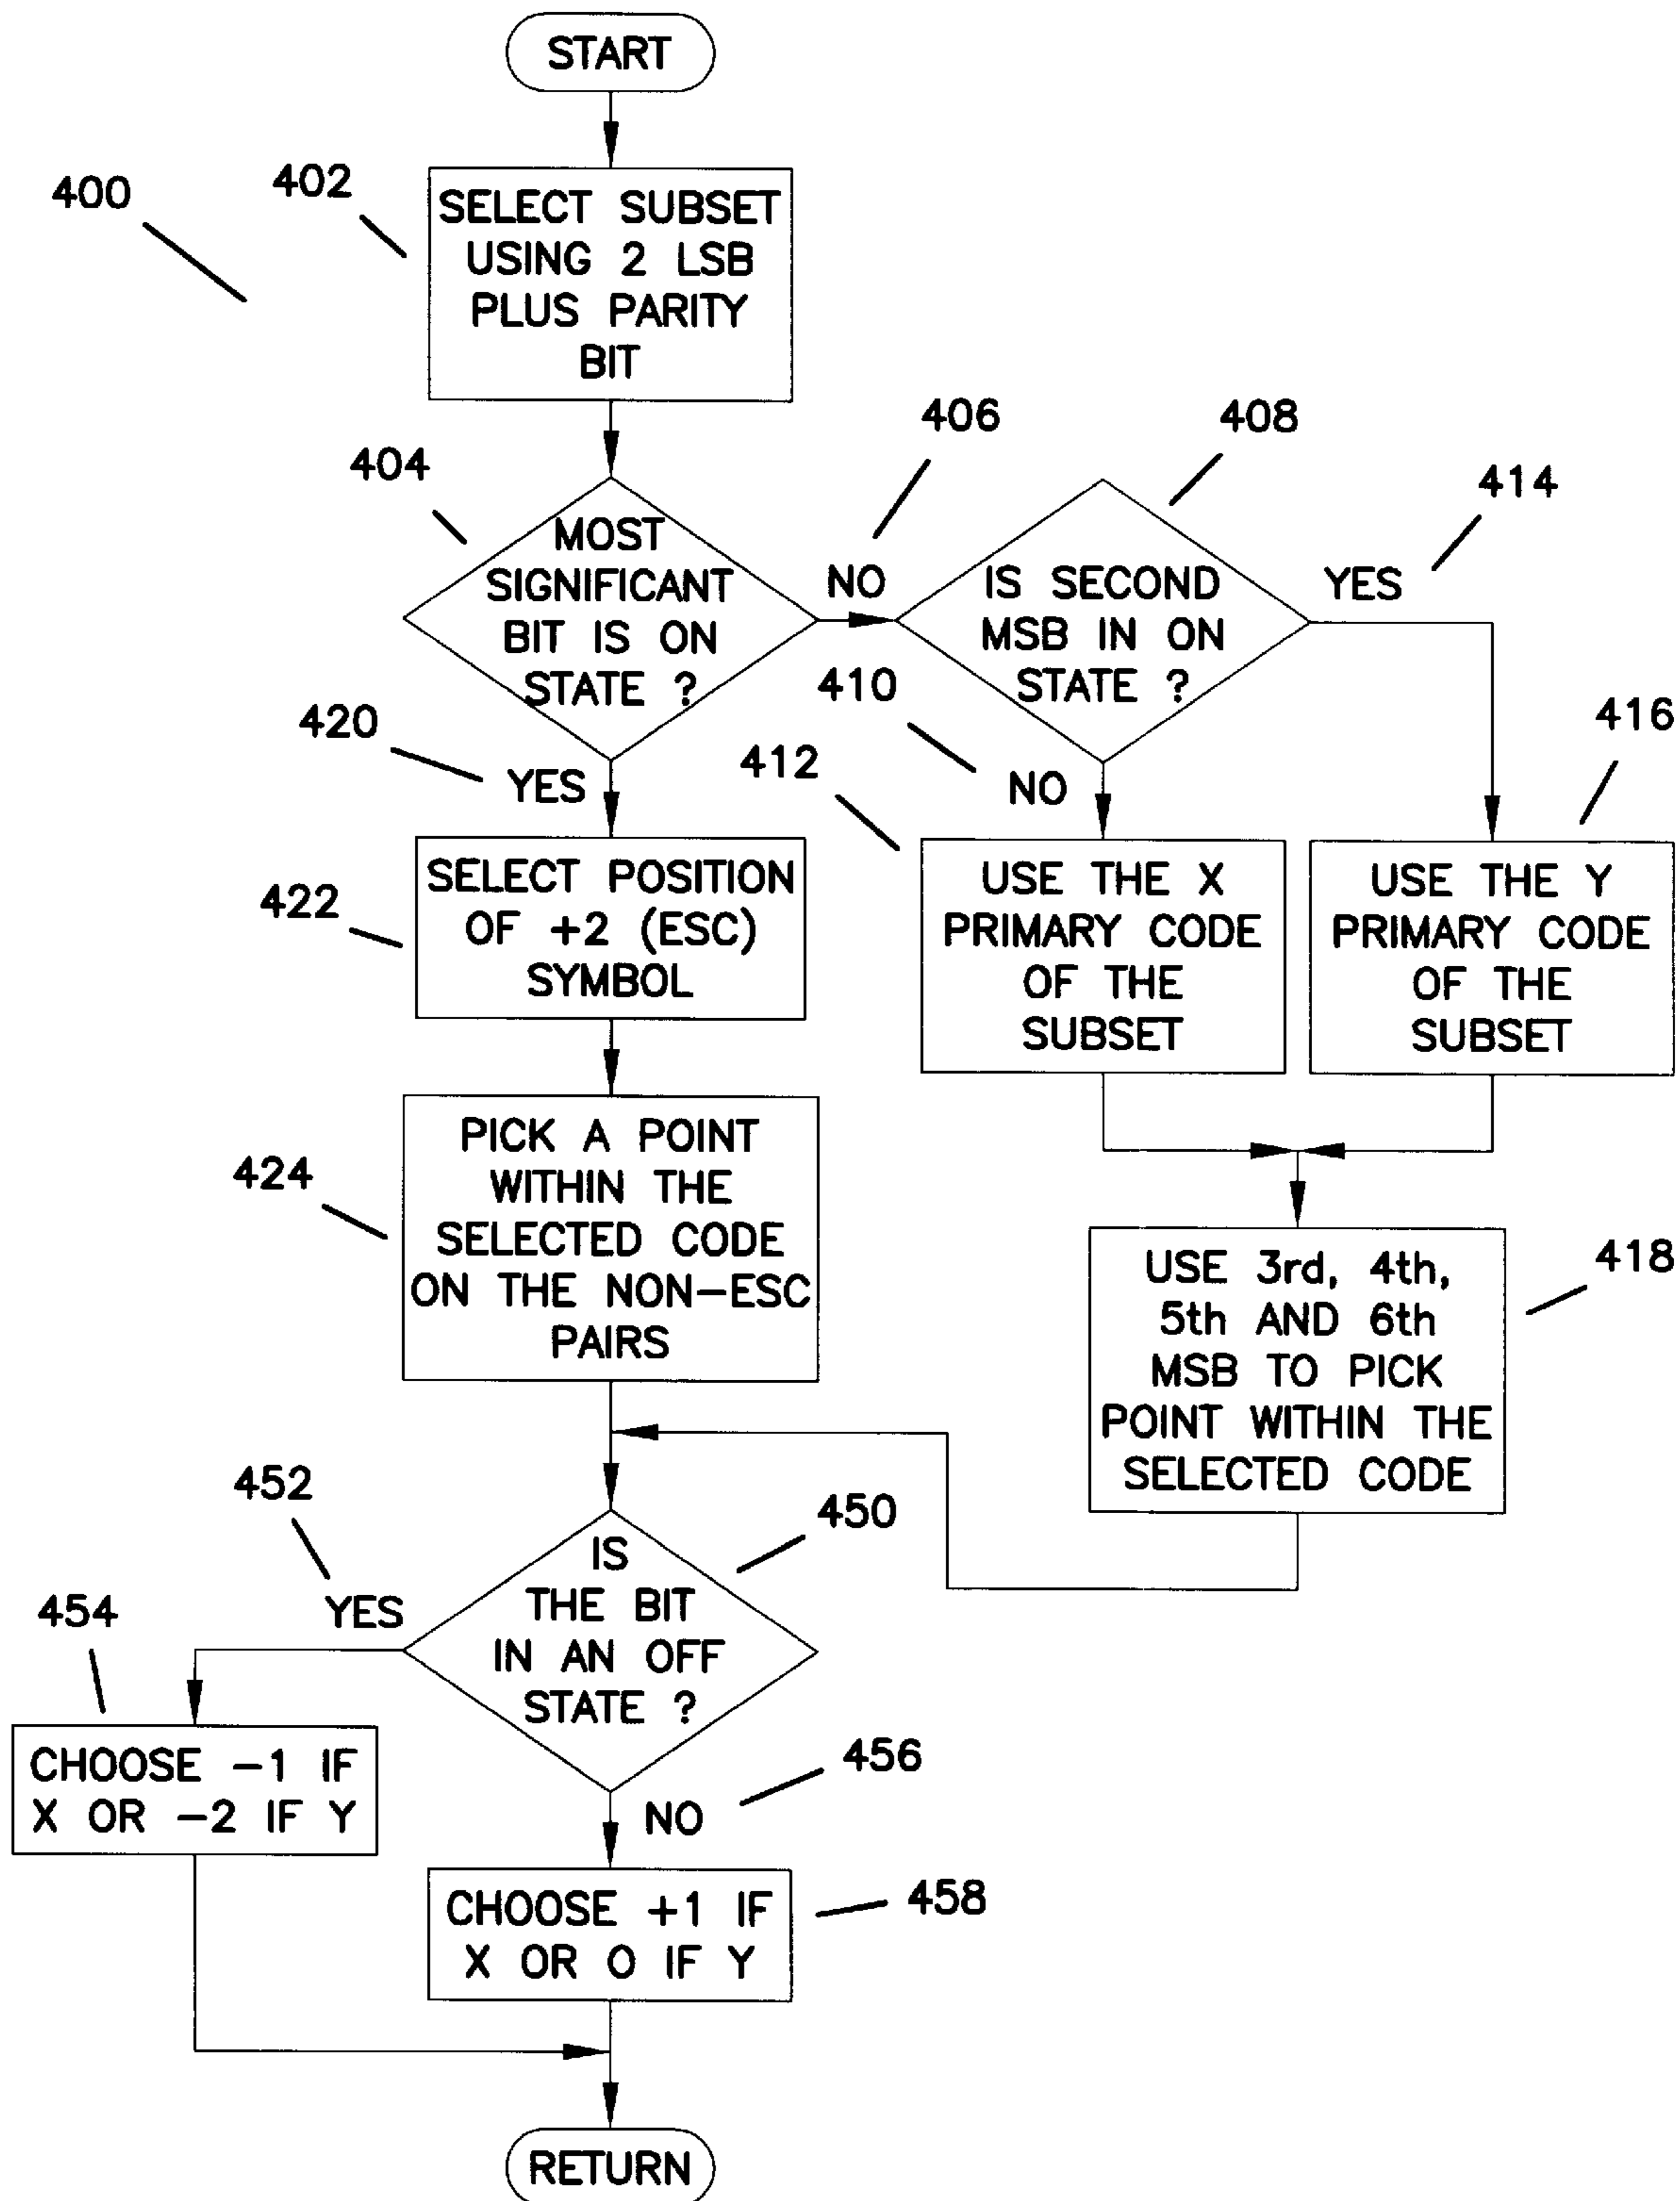 START
400
402
SELECT SUBSET
USING 2 LSB
PLUS PARITY
BIT
404
MOST
SIGNIFICANT
BIT IS ON
STATE ?
406
NO
408
IS SECOND
MSB IN ON
STATE ?
414
YES
410
NO
412
USE THE X
PRIMARY CODE
OF THE
SUBSET
416
USE THE Y
PRIMARY CODE
OF THE
SUBSET
418
USE 3rd, 4th,
5th AND 6th
MSB TO PICK
POINT WITHIN THE
SELECTED CODE
420
YES
422
SELECT POSITION
OF +2 (ESC)
SYMBOL
424
PICK A POINT
WITHIN THE
SELECTED CODE
ON THE NON-ESC
PAIRS
450
IS
THE BIT
IN AN OFF
STATE ?
452
YES
454
CHOOSE -1 IF
X OR -2 IF Y
456
NO
458
CHOOSE +1 IF
X OR 0 IF Y
RETURN